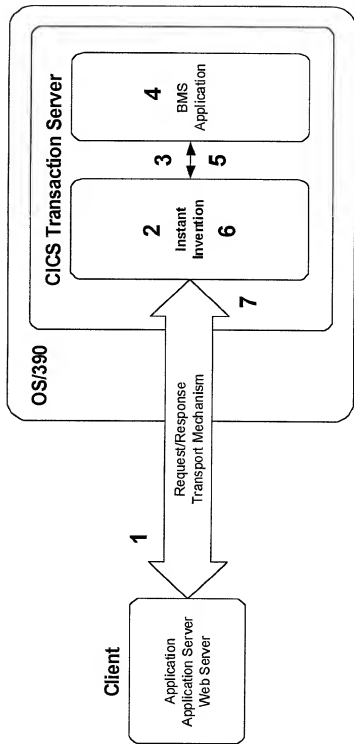 Client
Application
Application Server
Web Server
1
Request/Response
Transport Mechanism
7
OS/390
CICS Transaction Server
2
Instant
Invention
6
3
5
4
BMS
Application